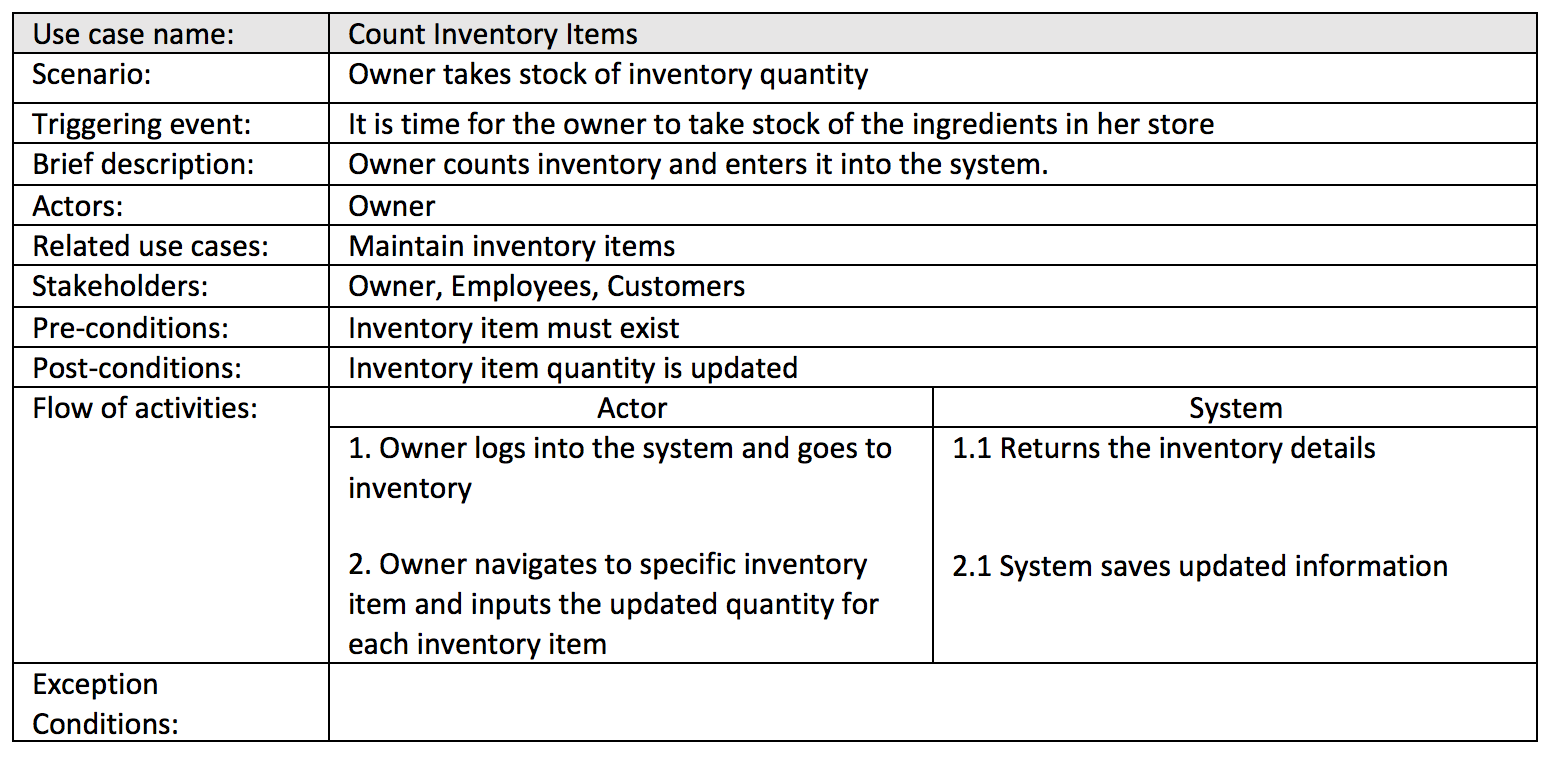 Use case name: Count Inventory Items
Scenario: Owner takes stock of inventory quantity
Triggering event: It is time for the owner to take stock of the ingredients in her store
Brief description: Owner counts inventory and enters it into the system.
Actors: Owner
Related use cases: Maintain inventory items
Stakeholders: Owner, Employees, Customers
Pre-conditions: Inventory item must exist
Post-conditions: Inventory item quantity is updated
Flow of activities: Actor System
1. Owner logs into the system and goes to
inventory
1.1 Returns the inventory details
2. Owner navigates to specific inventory
item and inputs the updated quantity for
each inventory item
2.1 System saves updated information
Exception
Conditions: